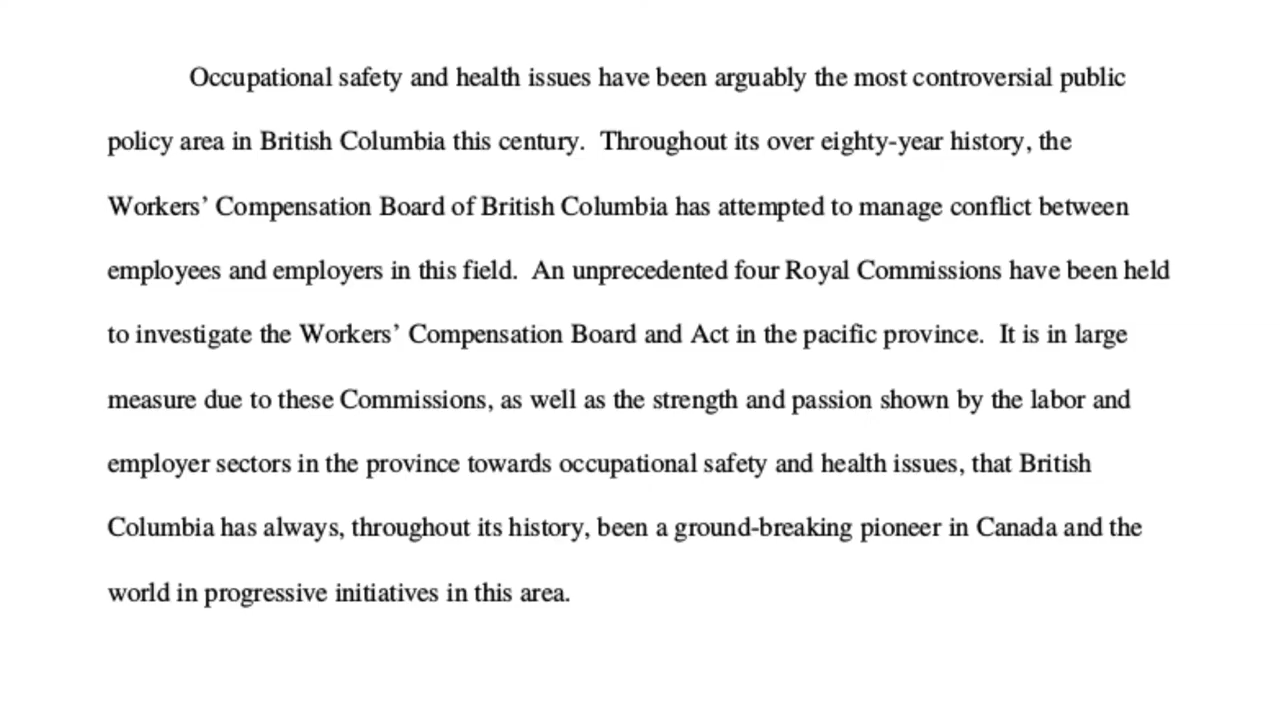 Occupational safety and health issues have been arguably the most controversial public
policy area in British Columbia this century.  Throughout its over eighty-year history, the
Workers’ Compensation Board of British Columbia has attempted to manage conflict between
employees and employers in this field.  An unprecedented four Royal Commissions have been held
to investigate the Workers’ Compensation Board and Act in the pacific province.  It is in large
measure due to these Commissions, as well as the strength and passion shown by the labor and
employer sectors in the province towards occupational safety and health issues, that British
Columbia has always, throughout its history, been a ground-breaking pioneer in Canada and the
world in progressive initiatives in this area.